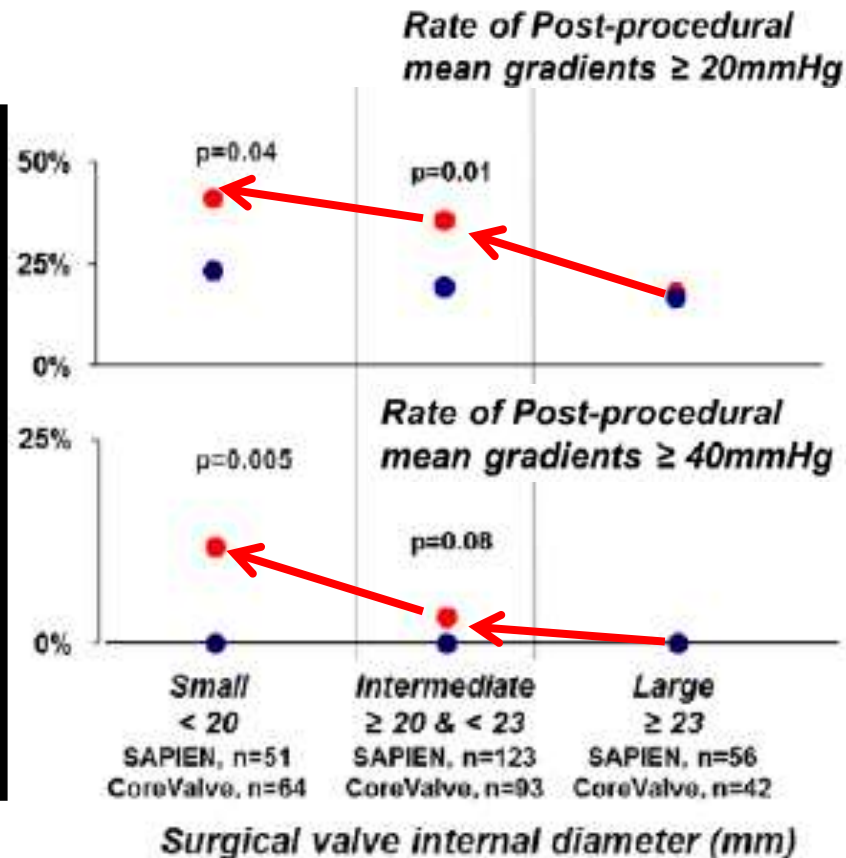 Rate of Post-procedural
mean gradients ≥ 20mmHg
50%
p=0.04
p=0.01
25%
0%
Rate of Post-procedural
mean gradients ≥ 40mmHg
25%
p=0.005
p=0.08
0%
Small Intermediate Large
< 20 ≥ 20 & < 23 ≥ 23
SAPIEN, n=51 SAPIEN, n=123 SAPIEN, n=56
CoreValve, n=64 CoreValve, n=93 CoreValve, n=42
Surgical valve internal diameter (mm)